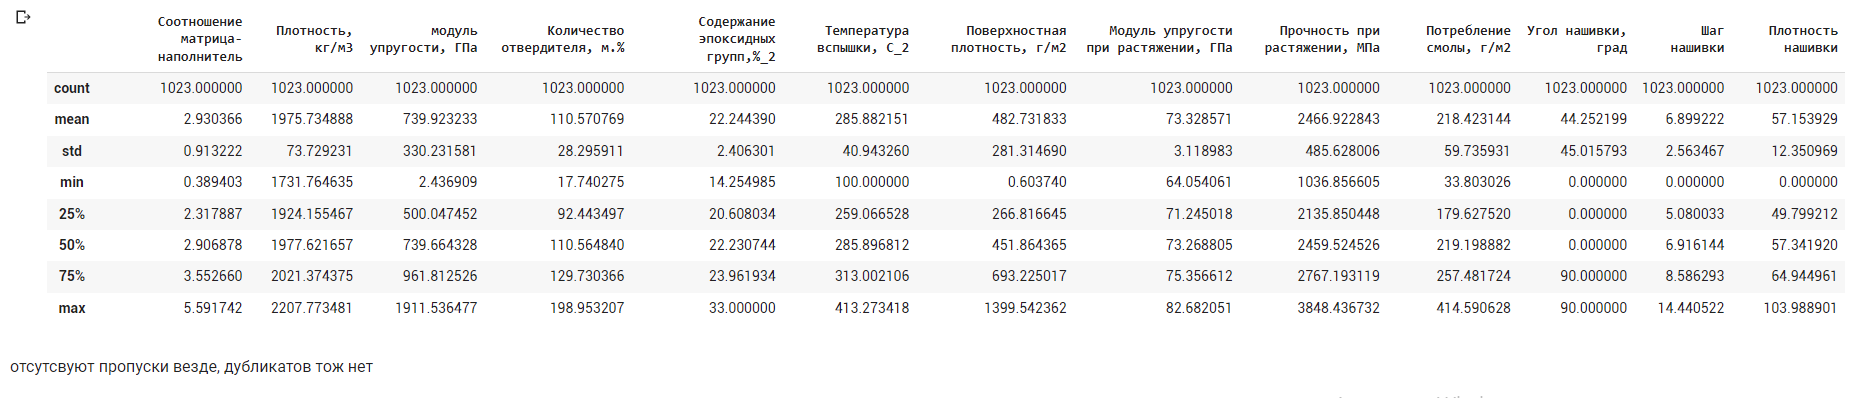 Соотношение матрица-наполнитель Плотность, кг/м3 модуль упругости, ГПа Количество отвердителя, м.% Содержание эпоксидных групп,%_2 Температура вспышки, С_2 Поверхностная плотность, г/м2 Модуль упругости при растяжении, ГПа Прочность при растяжении, МПа Потребление смолы, г/м2 Угол нашивки, град Шаг нашивки Плотность нашивки
count 1023.000000 1023.000000 1023.000000 1023.000000 1023.000000 1023.000000 1023.000000 1023.000000 1023.000000 1023.000000 1023.000000 1023.000000 1023.000000
mean 2.930366 1975.734888 739.923233 110.570769 22.244390 285.882151 482.731833 73.328571 2466.922843 218.423144 44.252199 6.899222 57.153929
std 0.913222 73.729231 330.231581 28.295911 2.406301 40.943260 281.314690 3.118983 485.628006 59.735931 45.015793 2.563467 12.350969
min 0.389403 1731.764635 2.436909 17.740275 14.254985 100.000000 0.603740 64.054061 1036.856605 33.803026 0.000000 0.000000 0.000000
25% 2.317887 1924.155467 500.047452 92.443497 20.608034 259.066528 266.816645 71.245018 2135.850448 179.627520 0.000000 5.080033 49.799212
50% 2.906878 1977.621657 739.664328 110.564840 22.230744 285.896812 451.864365 73.268805 2459.524526 219.198882 0.000000 6.916144 57.341920
75% 3.552660 2021.374375 961.812526 129.730366 23.961934 313.002106 693.225017 75.356612 2767.193119 257.481724 90.000000 8.586293 64.944961
max 5.591742 2207.773481 1911.536477 198.953207 33.000000 413.273418 1399.542362 82.682051 3848.436732 414.590628 90.000000 14.440522 103.988901
отсутсвуют пропуски везде, дубликатов тож нет